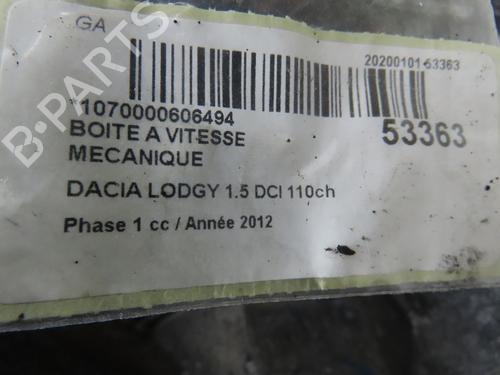 GA
20200101 53363
*1070000606494
BOITE A VITESSE
53363
MECANIQUE
DACIA LODGY 1.5 DCI 110ch
Phase 1 cc / Année 2012
B-PARTS